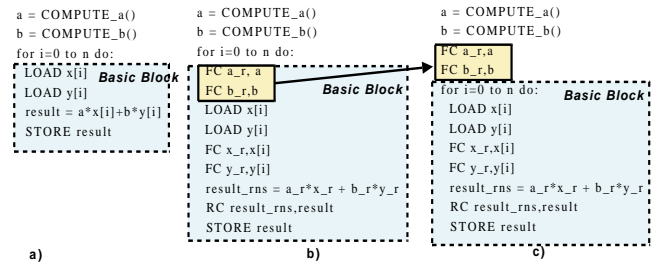 a = COMPUTE_a()
b = COMPUTE_b()
for i=0 to n do:
LOAD x[i]
Basic Block
LOAD y[i]
result = a*x[i]+b*y[i]
STORE result
a)
a = COMPUTE_a()
b = COMPUTE_b()
for i=0 to n do:
FC a_r, a
FC b_r,b
Basic Block
LOAD x[i]
LOAD y[i]
FC x_r,x[i]
FC y_r,y[i]
result_rns = a_r*x_r + b_r*y_r
RC result_rns,result
STORE result
b)
a = COMPUTE_a()
b = COMPUTE_b()
FC a_r,a
FC b_r,b
for i=0 to n do:
Basic Block
LOAD x[i]
LOAD y[i]
FC x_r,x[i]
FC y_r,y[i]
result_rns = a_r*x_r + b_r*y_r
RC result_rns,result
STORE result
c)